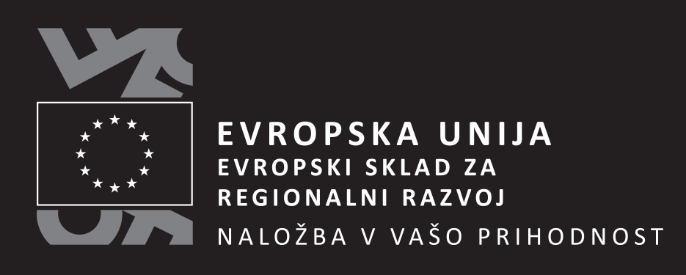 EVROPSKA UNIJA
EVROPSKI SKLAD ZA
REGIONALNI RAZVOJ
NALOŽBA V VAŠO PRIHODNOST